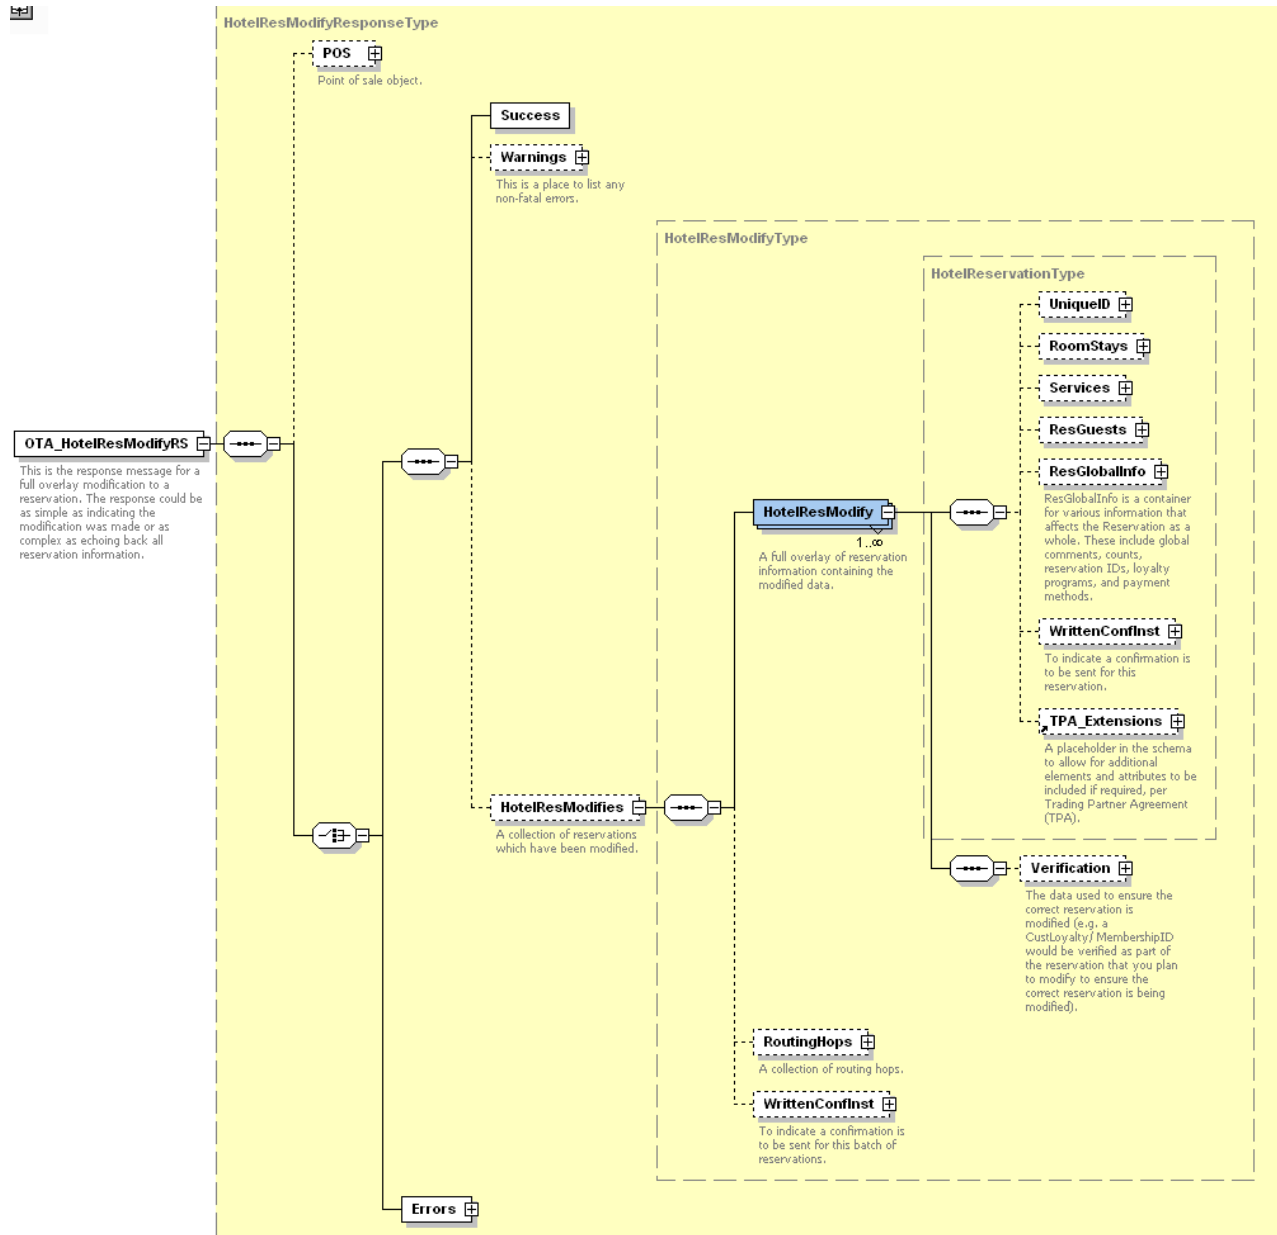 HotelResModifyResponseType
POS
Point of sale object.
Success
Warnings
This is a place to list any
non-fatal errors.
HotelResModifyType
HotelReservationType
UniqueID
RoomStays
Services
ResGuests
OTA_HotelResModifyRS
This is the response message for a
full overlay modification to a
reservation. The response could be
as simple as indicating the
modification was made or as
complex as echoing back all
reservation information.
ResGlobalInfo
ResGlobalInfo is a container
for various information that
affects the Reservation as a
whole. These include global
comments, counts,
reservation IDs, loyalty
programs, and payment
methods.
HotelResModify
1..∞
A full overlay of reservation
information containing the
modified data.
WrittenConfInst
To indicate a confirmation is
to be sent for this
reservation.
TPA_Extensions
A placeholder in the schema
to allow for additional
elements and attributes to be
included if required, per
Trading Partner Agreement
(TPA).
HotelResModifies
A collection of reservations
which have been modified.
Verification
The data used to ensure the
correct reservation is
modified (e.g. a
CustLoyalty/ MembershipID
would be verified as part of
the reservation that you plan
to modify to ensure the
correct reservation is being
modified).
RoutingHops
A collection of routing hops.
WrittenConfInst
To indicate a confirmation is
to be sent for this batch of
reservations.
Errors